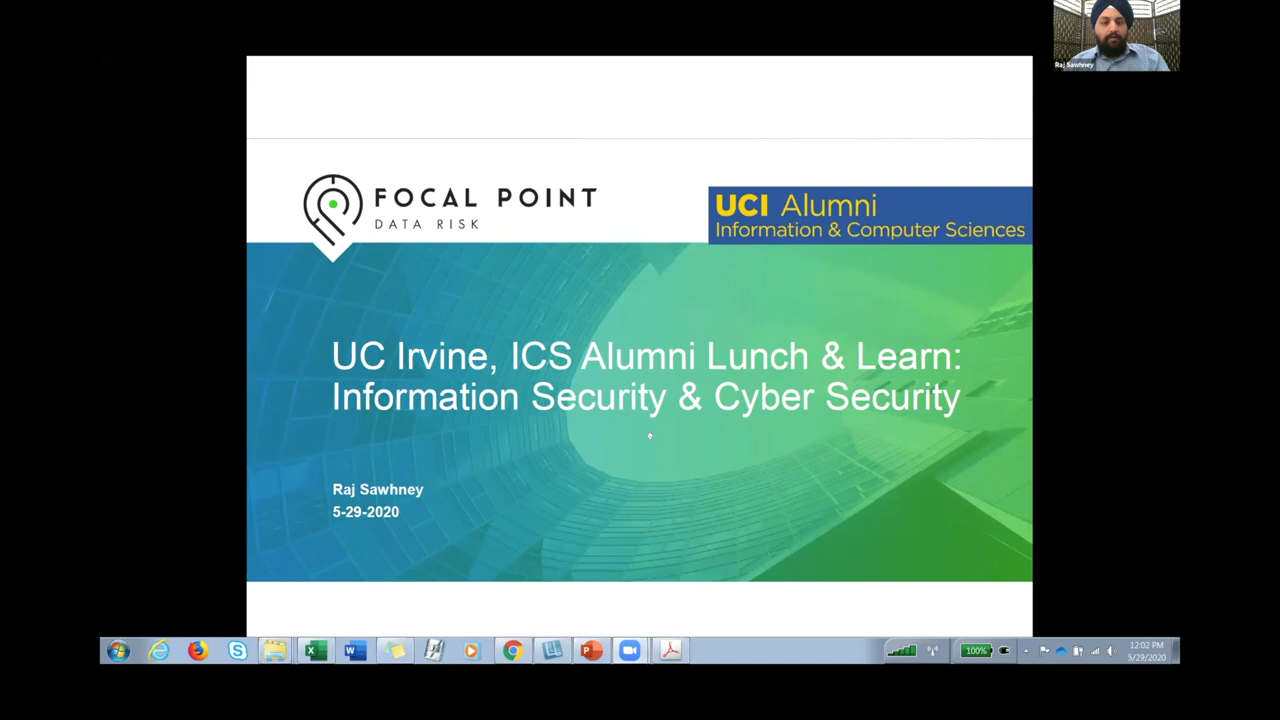 Raj Sawhney
FOCAL POINT
DATA RISK
UCI Alumni
Information & Computer Sciences
UC Irvine, ICS Alumni Lunch & Learn:
Information Security & Cyber Security
Raj Sawhney
5-29-2020
100%
12:02 PM
5/29/2020